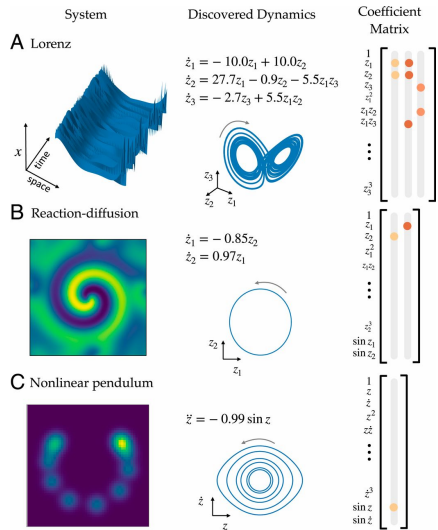 System
Discovered Dynamics
Coefficient
Matrix
A Lorenz
x
time
space
ż₁ = − 10.0z₁ + 10.0z₂
ż₂ = 27.7z₁ − 0.9z₂ − 5.5z₁z₃
ż₃ = − 2.7z₃ + 5.5z₁z₂
z₃
z₂
z₁
1
z₁
z₂
z₃
z₁²
z₁z₂
z₁z₃
z₃³
B Reaction-diffusion
ż₁ = − 0.85z₂
ż₂ = 0.97z₁
z₂
z₁
1
z₁
z₂
z₁²
z₁z₂
z₂³
sin z₁
sin z₂
C Nonlinear pendulum
z̈ = − 0.99 sin z
ż
z
1
z
ż
z²
zż
ż³
sin z
sin ż